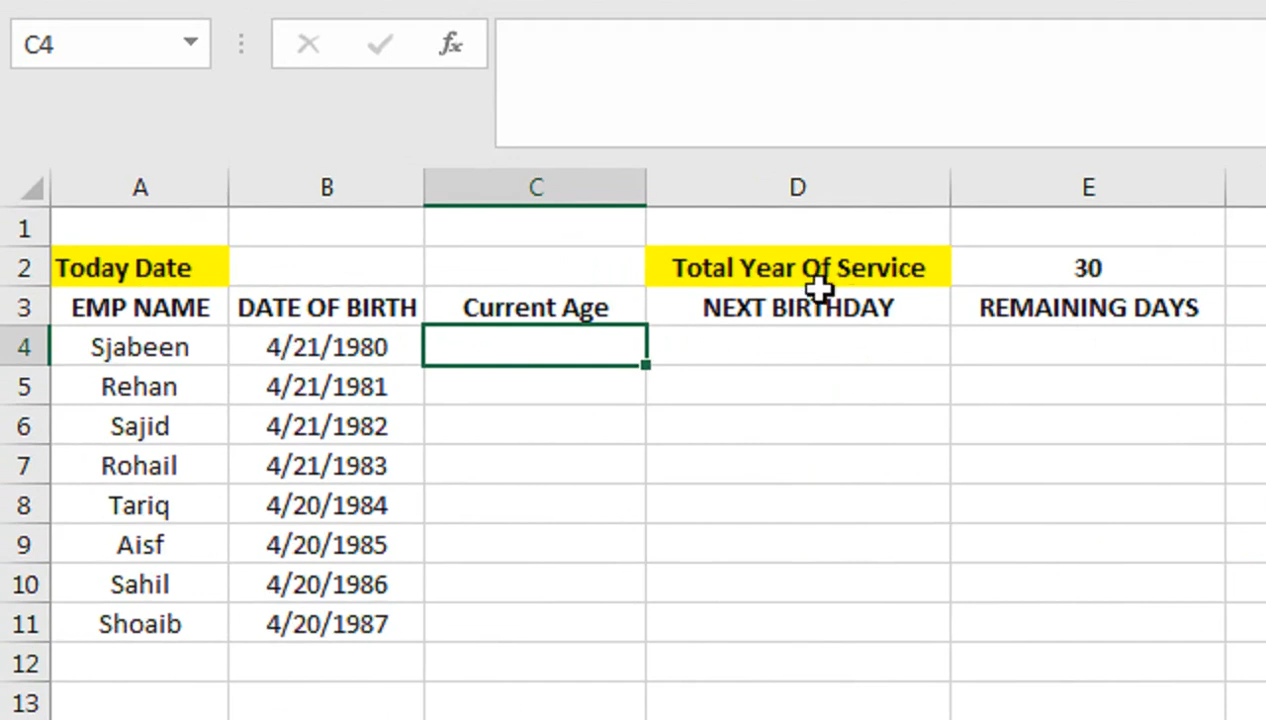 C4 fx
A B C D E
1
2 Today Date Total Year Of Service 30
3 EMP NAME DATE OF BIRTH Current Age NEXT BIRTHDAY REMAINING DAYS
4 Sjabeen 4/21/1980
5 Rehan 4/21/1981
6 Sajid 4/21/1982
7 Rohail 4/21/1983
8 Tariq 4/20/1984
9 Aisf 4/20/1985
10 Sahil 4/20/1986
11 Shoaib 4/20/1987
12
13